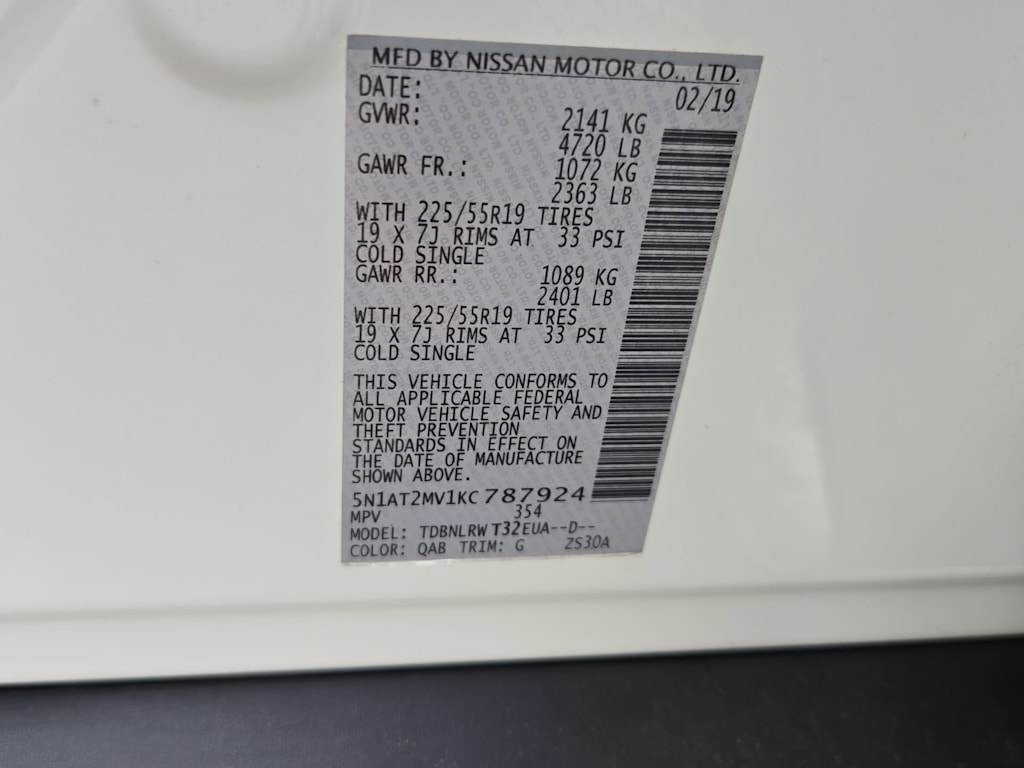 MFD BY NISSAN MOTOR CO., LTD.
DATE: 02/19
GVWR: 2141 KG
4720 LB
GAWR FR.: 1072 KG
2363 LB
WITH 225/55R19 TIRES
19 X 7J RIMS AT 33 PSI
COLD SINGLE
GAWR RR.: 1089 KG
2401 LB
WITH 225/55R19 TIRES
19 X 7J RIMS AT 33 PSI
COLD SINGLE
THIS VEHICLE CONFORMS TO
ALL APPLICABLE FEDERAL
MOTOR VEHICLE SAFETY AND
THEFT PREVENTION
STANDARDS IN EFFECT ON
THE DATE OF MANUFACTURE
SHOWN ABOVE.
5N1AT2MV1KC787924
MPV 354
MODEL: TDBNLRW T32EUA--D--
COLOR: QAB TRIM: G ZS30A